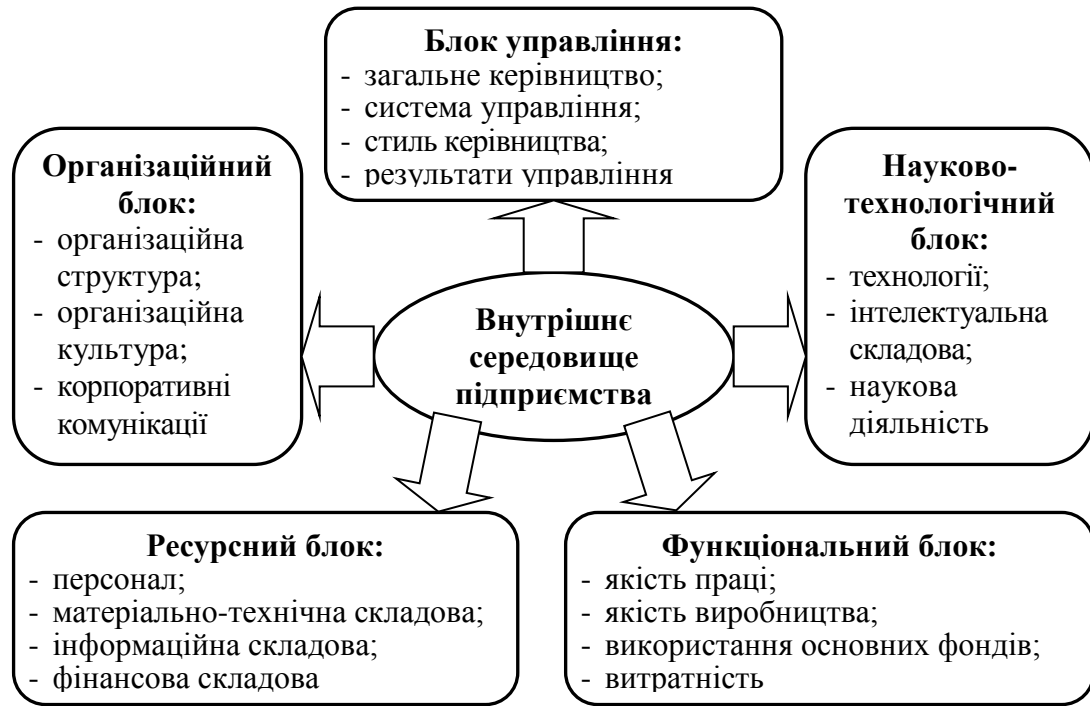 Блок управління:
- загальне керівництво;
- система управління;
- стиль керівництва;
- результати управління
Організаційний
блок:
- організаційна
структура;
- організаційна
культура;
- корпоративні
комунікації
Внутрішнє
середовище
підприємства
Науково-
технологічний
блок:
- технології;
- інтелектуальна
складова;
- наукова
діяльність
Ресурсний блок:
- персонал;
- матеріально-технічна складова;
- інформаційна складова;
- фінансова складова
Функціональний блок:
- якість праці;
- якість виробництва;
- використання основних фондів;
- витратність